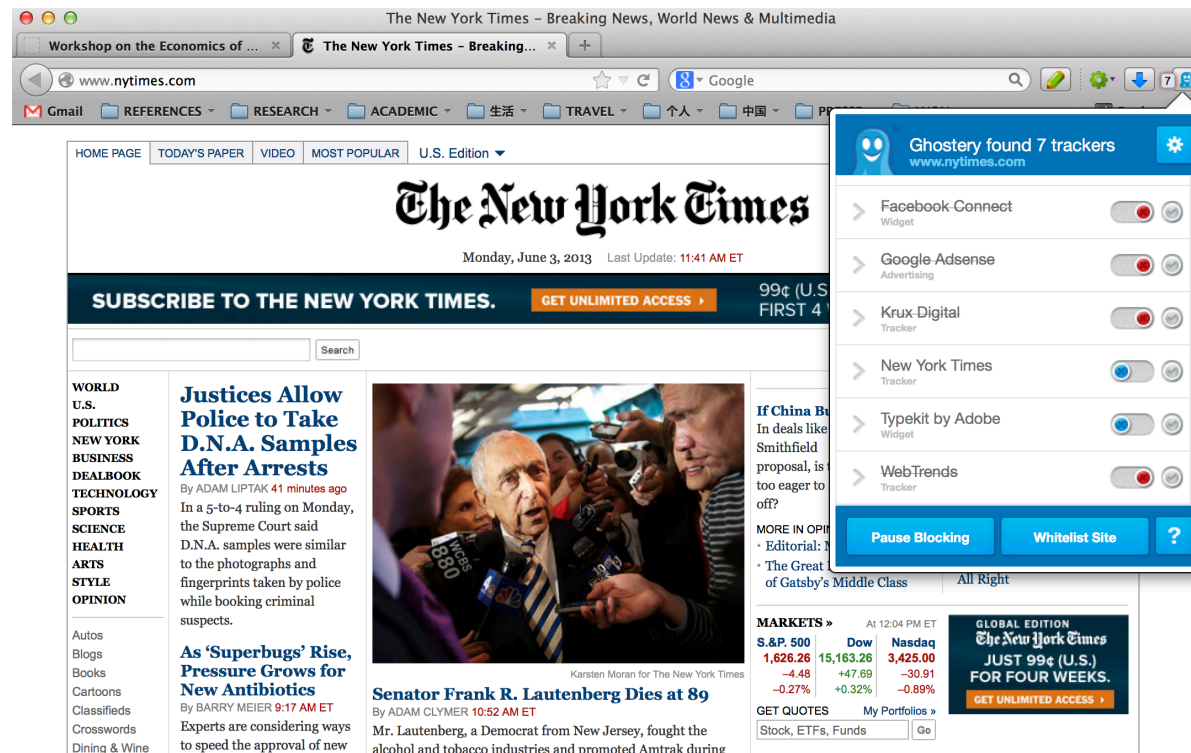 The New York Times – Breaking News, World News & Multimedia
Workshop on the Economics of ...
The New York Times – Breaking...
www.nytimes.com
Google
7
Gmail
REFERENCES
RESEARCH
ACADEMIC
生活
TRAVEL
个人
中国
HOME PAGE
TODAY'S PAPER
VIDEO
MOST POPULAR
U.S. Edition
The New York Times
Monday, June 3, 2013 Last Update: 11:41 AM ET
SUBSCRIBE TO THE NEW YORK TIMES.
GET UNLIMITED ACCESS
99¢ (U.S
FIRST 4
Search
WORLD
U.S.
POLITICS
NEW YORK
BUSINESS
DEALBOOK
TECHNOLOGY
SPORTS
SCIENCE
HEALTH
ARTS
STYLE
OPINION
Autos
Blogs
Books
Cartoons
Classifieds
Crosswords
Dining & Wine
Justices Allow
Police to Take
D.N.A. Samples
After Arrests
By ADAM LIPTAK 41 minutes ago
In a 5-to-4 ruling on Monday,
the Supreme Court said
D.N.A. samples were similar
to the photographs and
fingerprints taken by police
while booking criminal
suspects.
As 'Superbugs' Rise,
Pressure Grows for
New Antibiotics
By BARRY MEIER 9:17 AM ET
Experts are considering ways
to speed the approval of new
WCBS
880
Karsten Moran for The New York Times
Senator Frank R. Lautenberg Dies at 89
By ADAM CLYMER 10:52 AM ET
Mr. Lautenberg, a Democrat from New Jersey, fought the
alcohol and tobacco industries and promoted Amtrak during
If China
In deals like
Smithfield
proposal, is
too eager to
off?
MORE IN
• Editorial:
• The Great
of Gatsby's Middle Class
All Right
MARKETS » At 12:04 PM ET
S.&P. 500 Dow Nasdaq
1,626.26 15,163.26 3,425.00
–4.48 +47.69 –30.91
–0.27% +0.32% –0.89%
GET QUOTES My Portfolios »
Stock, ETFs, Funds Go
GLOBAL EDITION
The New York Times
JUST 99¢ (U.S.)
FOR FOUR WEEKS.
GET UNLIMITED ACCESS
Ghostery found 7 trackers
www.nytimes.com
Facebook Connect
Widget
Google Adsense
Advertising
Krux Digital
Tracker
New York Times
Tracker
Typekit by Adobe
Widget
WebTrends
Tracker
Pause Blocking
Whitelist Site
?